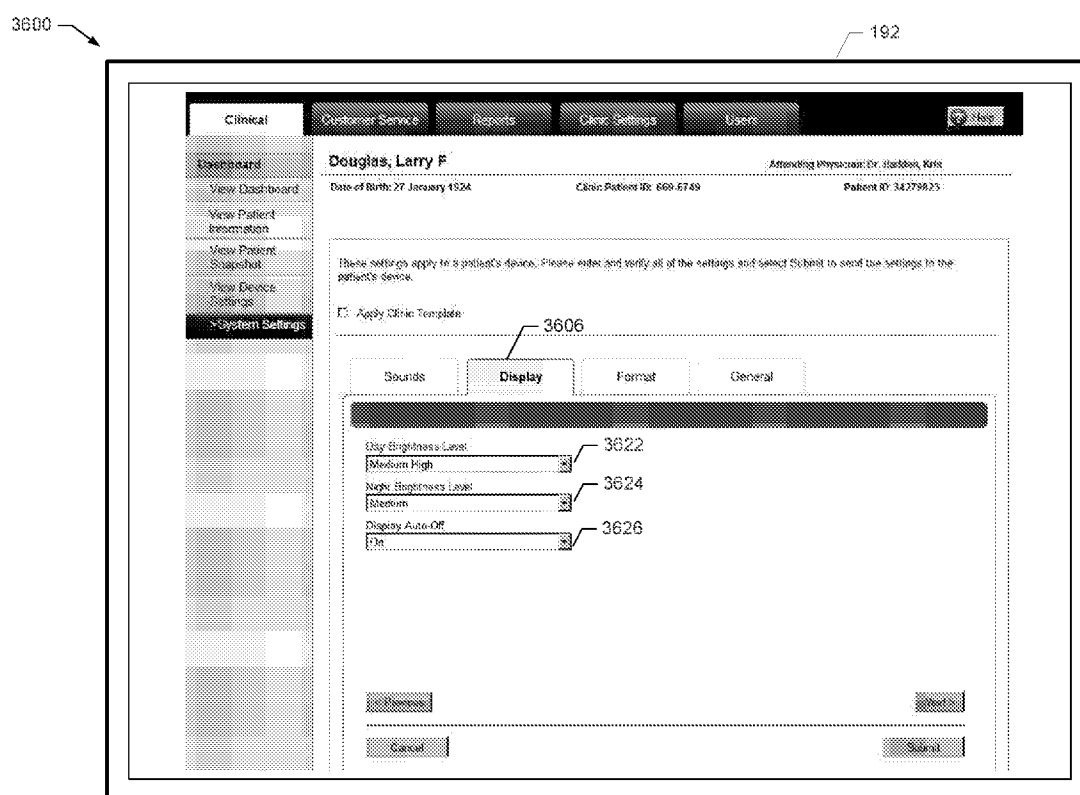 3600
192
Clinical Customer Service Reports Clinic Settings Users Help
Dashboard
View Dashboard
View Patient
Information
View Patient
Snapshot
View Device
Settings
>System Settings
Douglas, Larry F
Attending Physician: Dr. Kris
Date of Birth: 27 January 1924 Clinic Patient ID: 669-6749 Patient ID: 34279823
These settings apply to a patient's device. Please enter and verify all of the settings and select Submit to send the settings to the
patient's device.
Apply Clinic Template
3606
Sounds Display Format General
Day Brightness Level
Medium High
3622
Night Brightness Level
Medium
3624
Display Auto-Off
On
3626
< Previous Next >
Cancel Submit